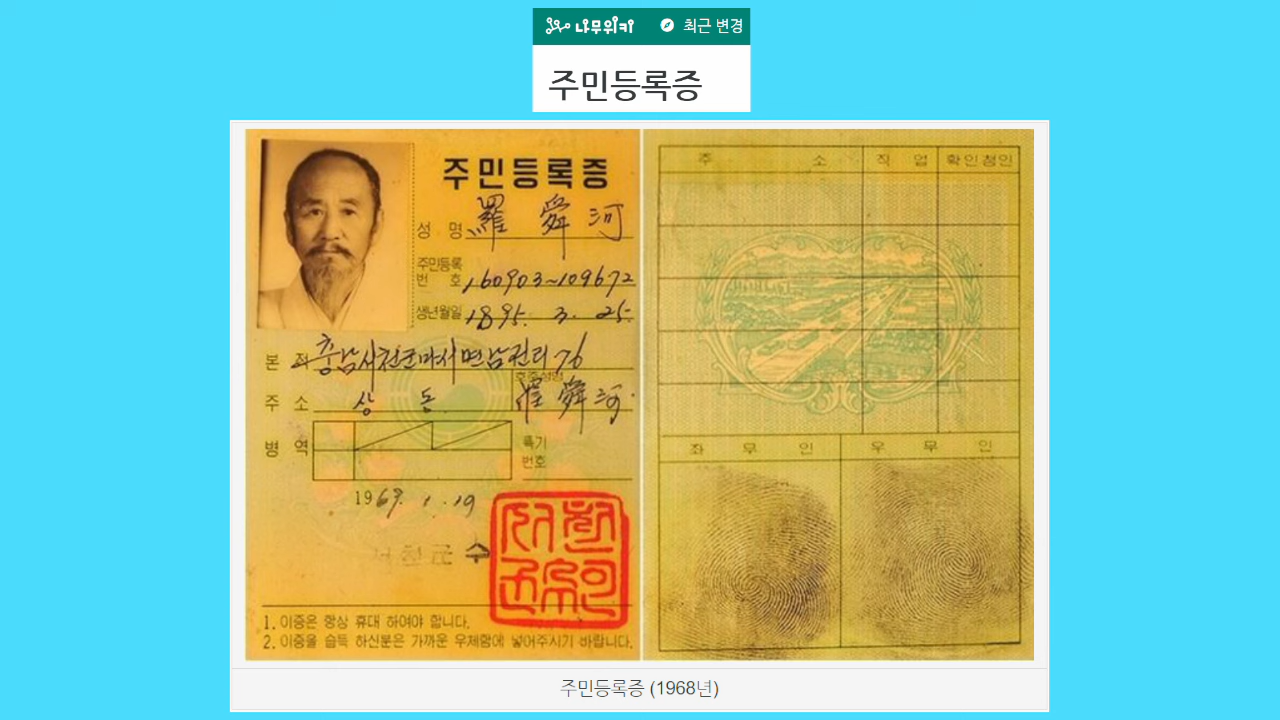 나무위키 최근 변경
주민등록증
주민등록증
성 명 羅 舜 河
주민등록
번 호 160903~109672
생년월일 1895. 3. 25.
본 적 충남서천군마서면남전리 76
호주성명
주 소 상 동 羅 舜 河
병 역
특기
번호
1969. 1. 19
서천군수
1. 이증은 항상 휴대 하여야 합니다.
2. 이증을 습득 하신분은 가까운 우체함에 넣어주시기 바랍니다.
주 소 직 업 확인청인
좌 무 인 우 무 인
주민등록증 (1968년)